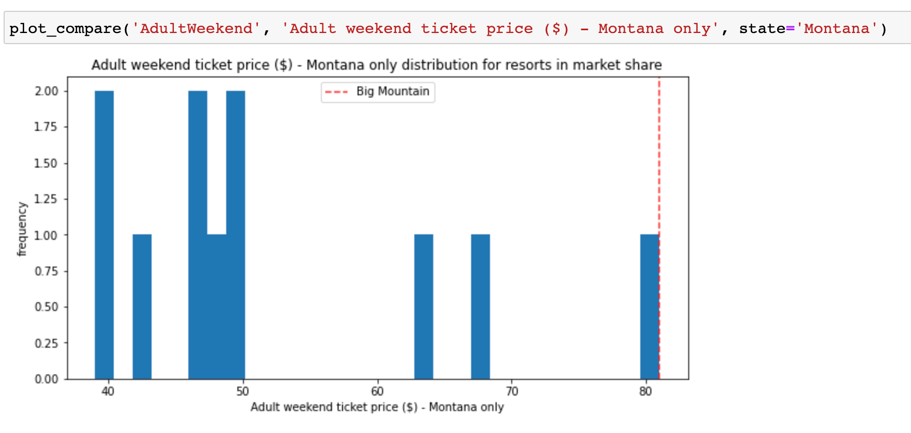 plot_compare('AdultWeekend', 'Adult weekend ticket price ($) - Montana only', state='Montana')
Adult weekend ticket price ($) - Montana only distribution for resorts in market share
Big Mountain
2.00
1.75
1.50
1.25
1.00
0.75
0.50
0.25
0.00
frequency
40 50 60 70 80
Adult weekend ticket price ($) - Montana only